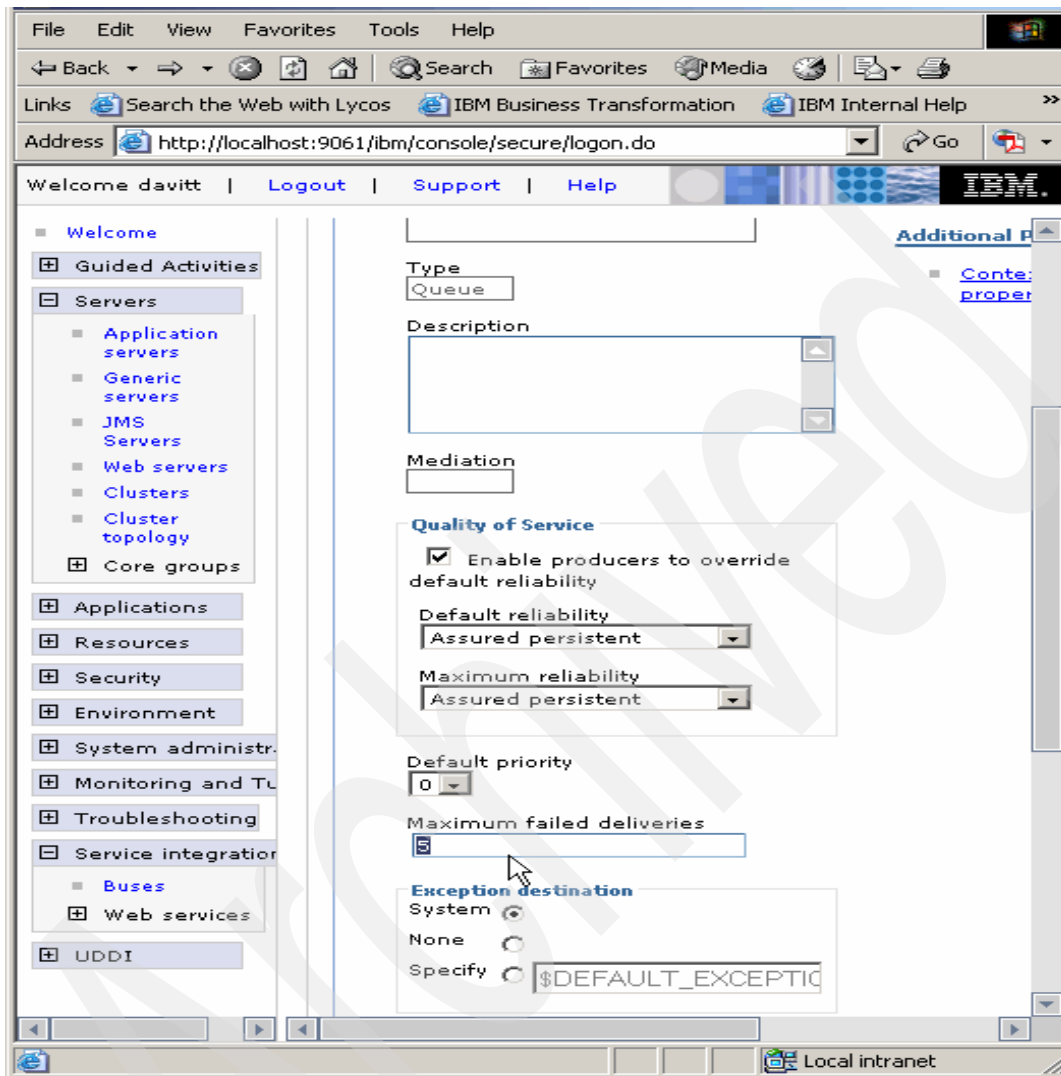 File Edit View Favorites Tools Help
Back Search Favorites Media
Links Search the Web with Lycos IBM Business Transformation IBM Internal Help »
Address http://localhost:9061/ibm/console/secure/logon.do Go
Welcome davitt | Logout | Support | Help IBM.
Welcome
Guided Activities
Servers
Application
servers
Generic
servers
JMS
Servers
Web servers
Clusters
Cluster
topology
Core groups
Applications
Resources
Security
Environment
System administr
Monitoring and Tu
Troubleshooting
Service integration
Buses
Web services
UDDI
Type
Queue
Description
Mediation
Quality of Service
Enable producers to override
default reliability
Default reliability
Assured persistent
Maximum reliability
Assured persistent
Default priority
0
Maximum failed deliveries
5
Exception destination
System
None
Specify $DEFAULT_EXCEPTIO
Additional P
Conte
proper
Local intranet
Archived